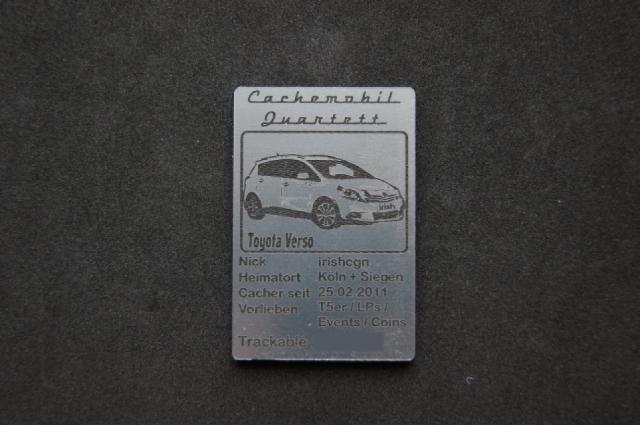 Cachemobil
Quartett
Toyota Verso
Nick irishcgn
Heimatort Köln + Siegen
Cacher seit 25.02.2011
Vorlieben T5er / LPs /
Events / Coins
Trackable